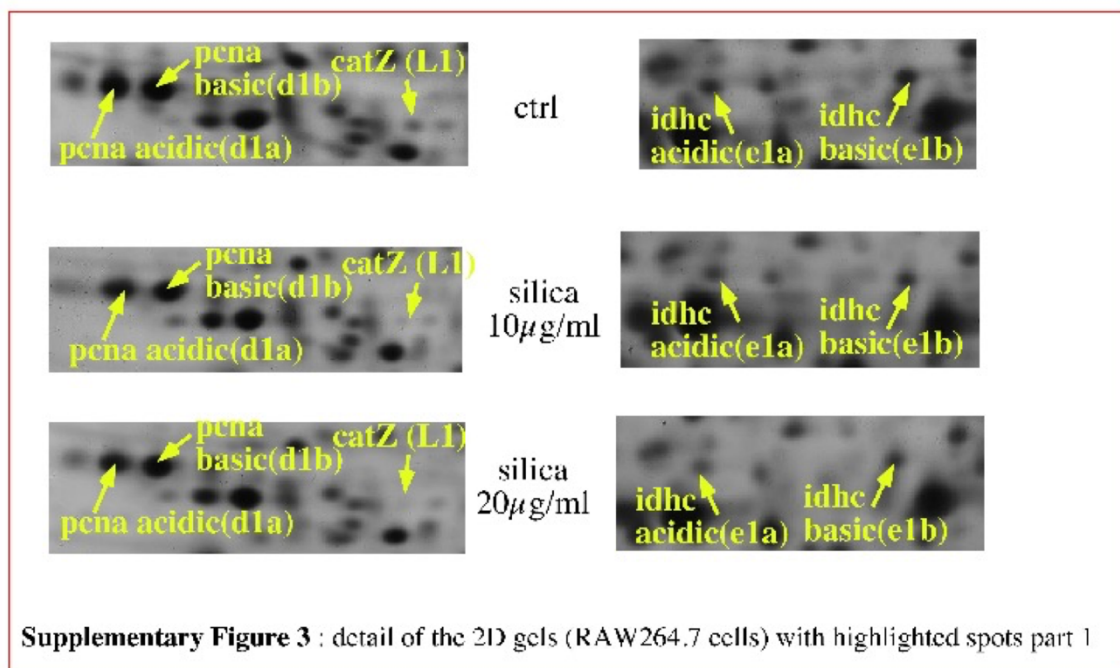 pcna
basic(d1b)
catZ (L1)
pcna acidic(d1a)
ctrl
idhc
acidic(e1a)
idhc
basic(e1b)
pcna
basic(d1b)
catZ (L1)
pcna acidic(d1a)
silica
10µg/ml
idhc
acidic(e1a)
idhc
basic(e1b)
pcna
basic(d1b)
catZ (L1)
pcna acidic(d1a)
silica
20µg/ml
idhc
acidic(e1a)
idhc
basic(e1b)
Supplementary Figure 3 : detail of the 2D gels (RAW264.7 cells) with highlighted spots part 1